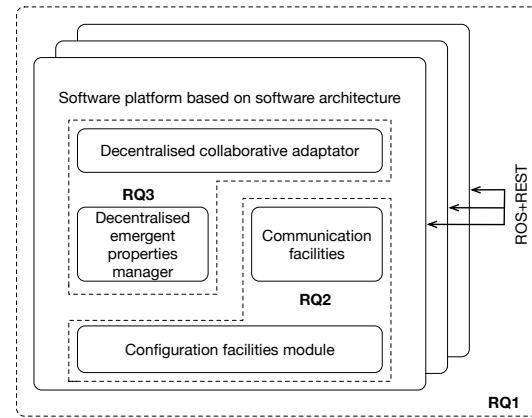 Software platform based on software architecture
Decentralised collaborative adaptator
RQ3
Decentralised
emergent
properties
manager
Communication
facilities
RQ2
Configuration facilities module
ROS+REST
RQ1